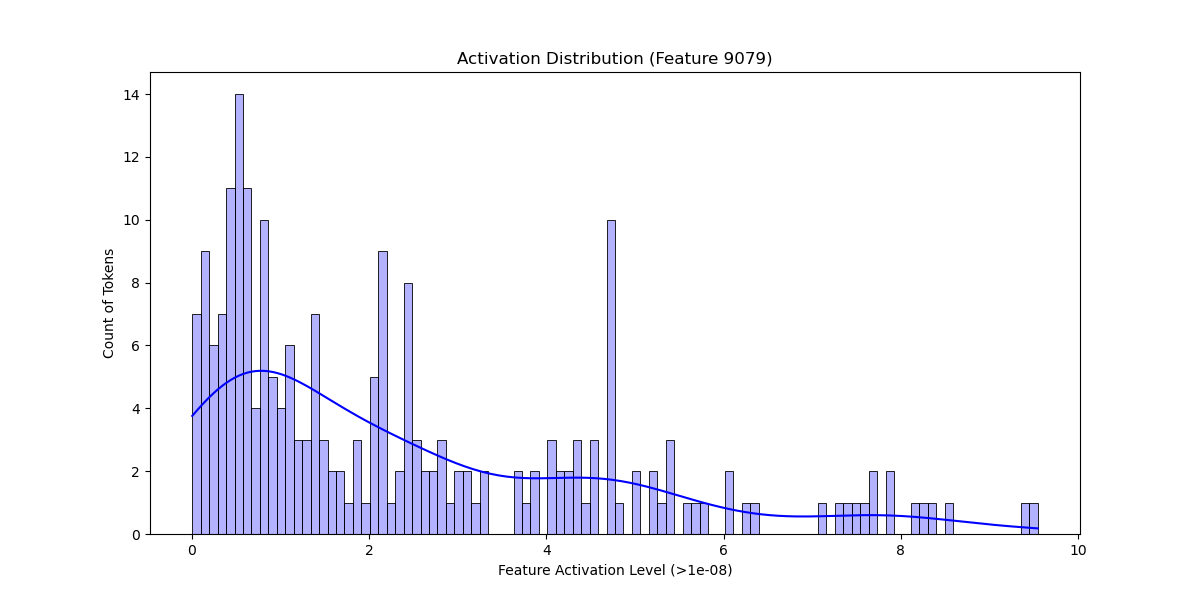 Activation Distribution (Feature 9079)
14
12
10
8
6
4
2
0
Count of Tokens
0 2 4 6 8 10
Feature Activation Level (>1e-08)